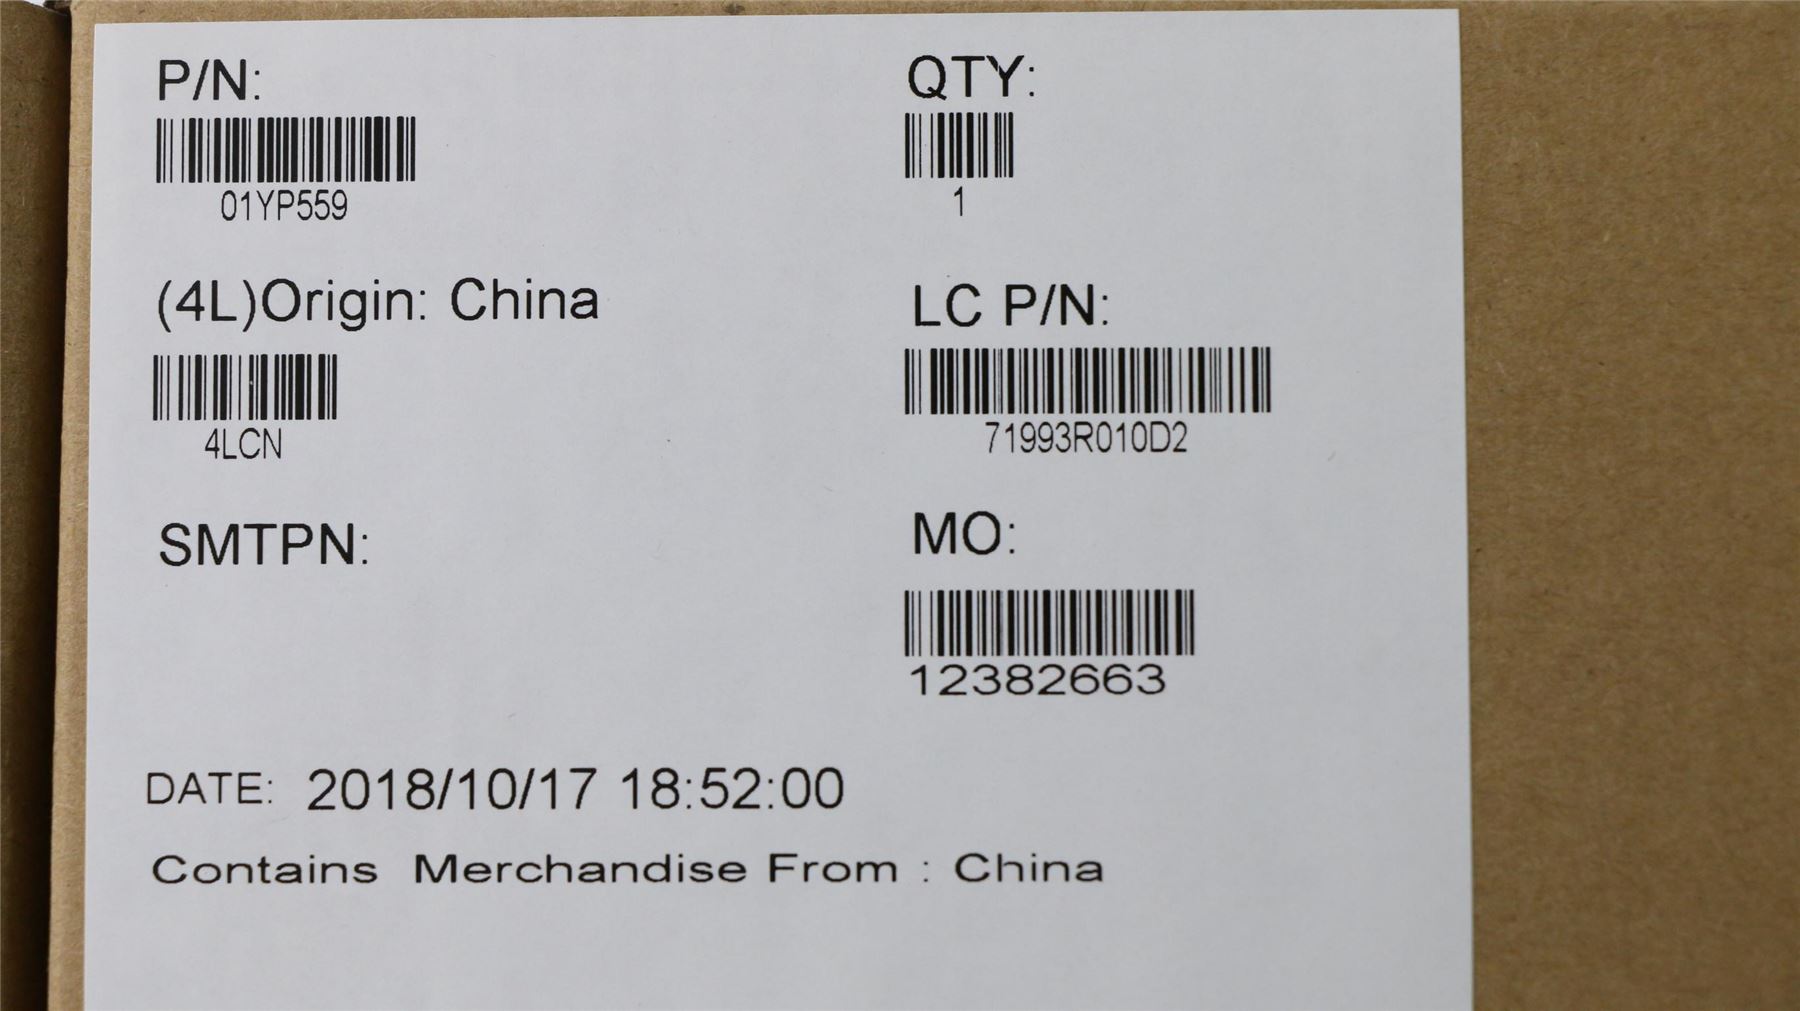 P/N:
01YP559
QTY:
1
(4L)Origin: China
4LCN
LC P/N:
71993R010D2
SMTPN:
MO:
12382663
DATE: 2018/10/17 18:52:00
Contains Merchandise From : China